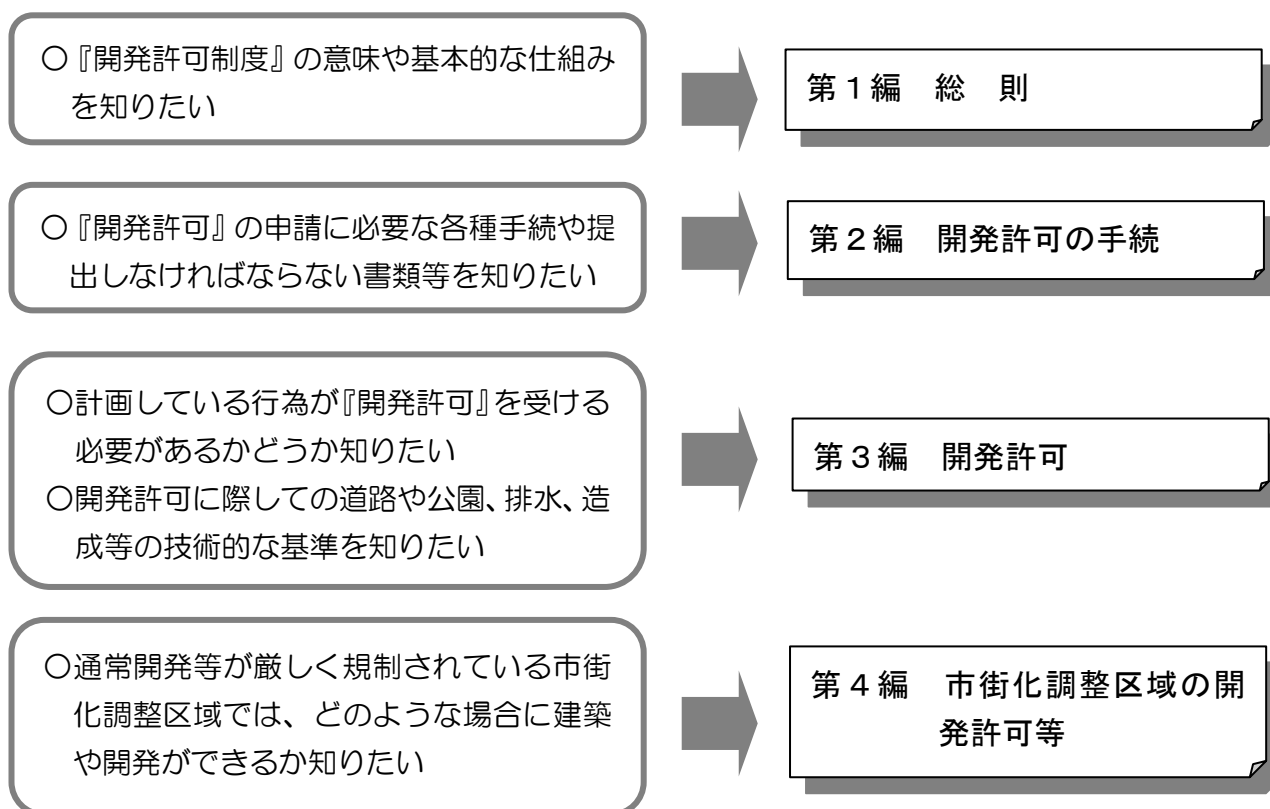 〇『開発許可制度』の意味や基本的な仕組み
を知りたい
第1編　総　則
〇『開発許可』の申請に必要な各種手続や提
出しなければならない書類等を知りたい
第2編　開発許可の手続
〇計画している行為が『開発許可』を受ける
必要があるかどうか知りたい
〇開発許可に際しての道路や公園、排水、造
成等の技術的な基準を知りたい
第3編　開発許可
〇通常開発等が厳しく規制されている市街
化調整区域では、どのような場合に建築
や開発ができるか知りたい
第4編　市街化調整区域の開
発許可等